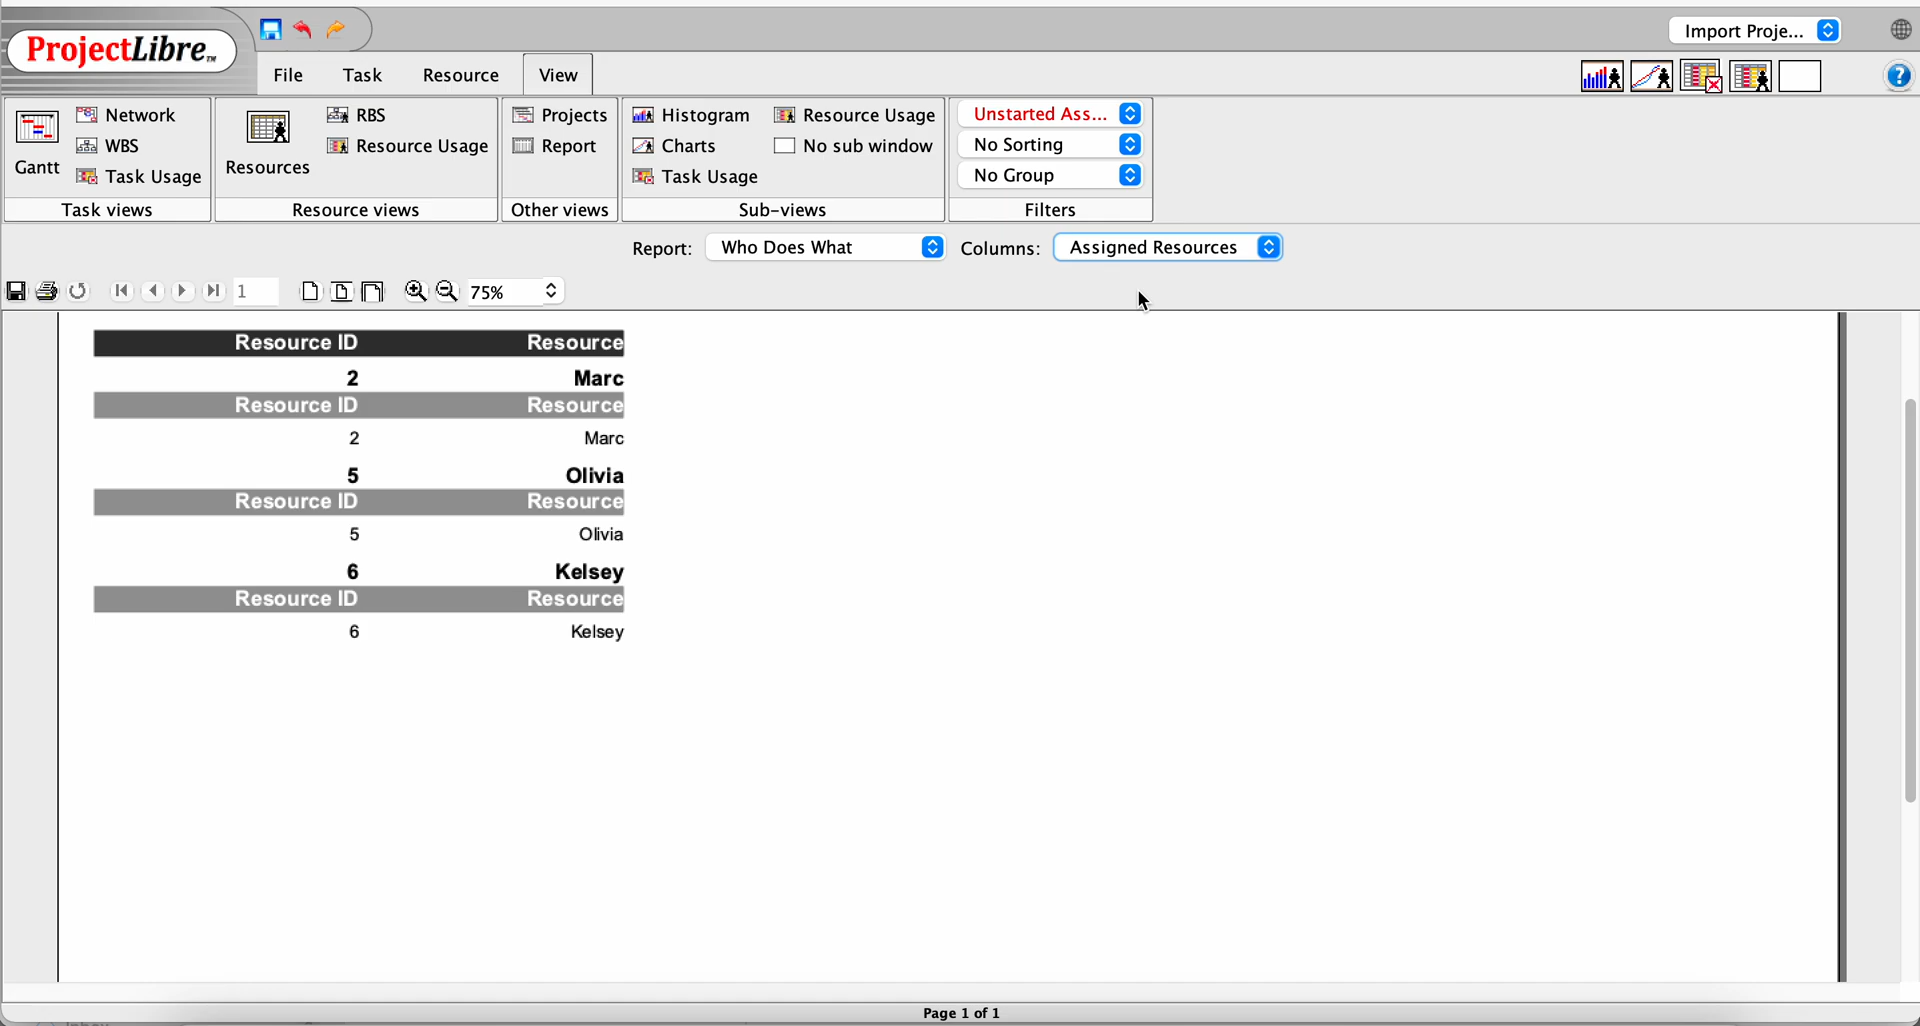 ProjectLibre™
Import Proje...
File Task Resource View
Gantt
Network
WBS
Task Usage
Task views
Resources
RBS
Resource Usage
Resource views
Projects
Report
Other views
Histogram
Charts
Task Usage
Resource Usage
No sub window
Sub-views
Unstarted Ass...
No Sorting
No Group
Filters
Report: Who Does What Columns: Assigned Resources
1 75%
Resource ID Resource
2 Marc
Resource ID Resource
2 Marc
5 Olivia
Resource ID Resource
5 Olivia
6 Kelsey
Resource ID Resource
6 Kelsey
Page 1 of 1